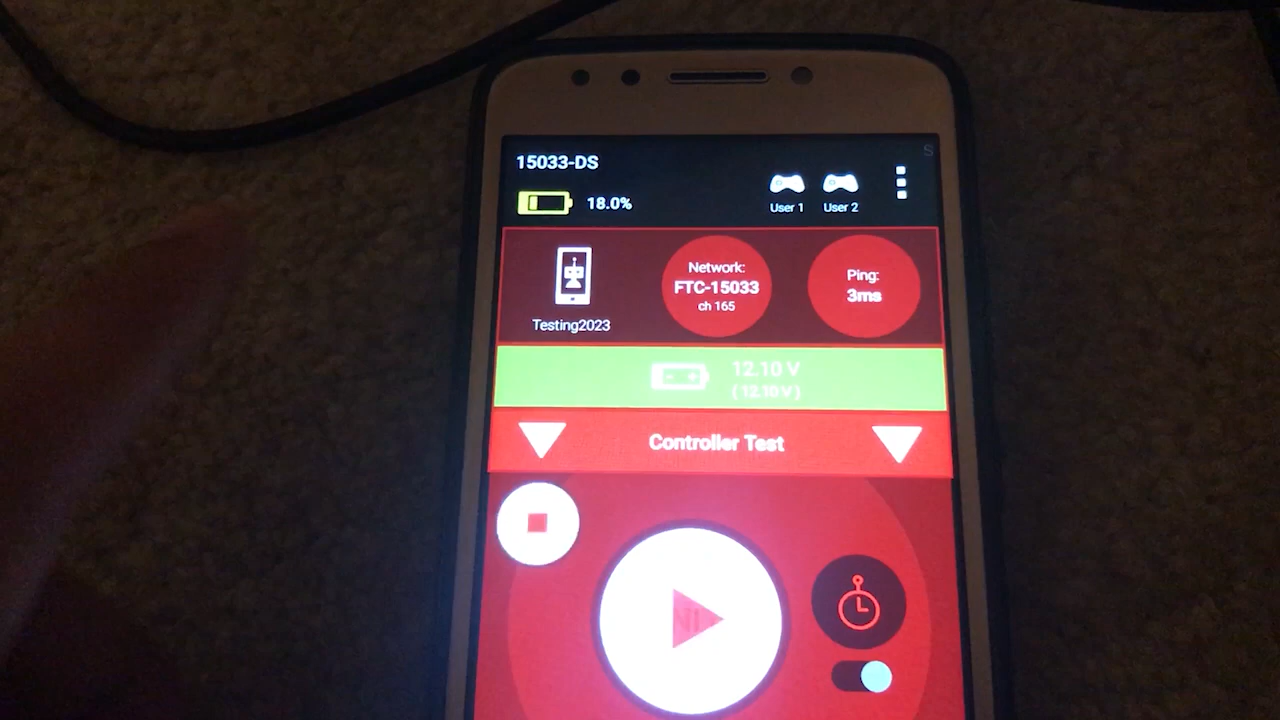 15033-DS
18.0%
User 1
User 2
Network:
FTC-15033
ch 165
Ping:
3ms
Testing2023
12.10 V
( 12.10 V )
Controller Test